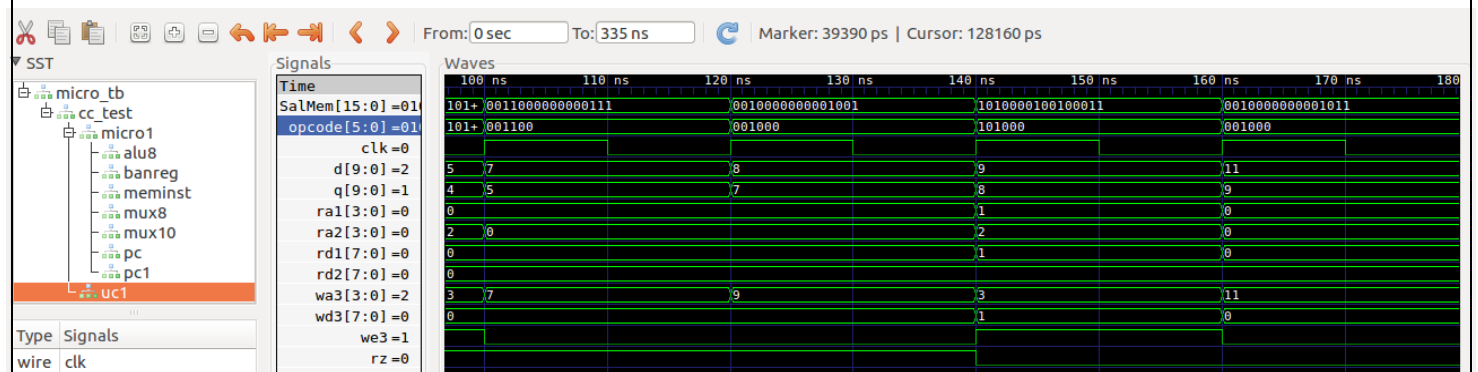 From: 0 sec To: 335 ns Marker: 39390 ps | Cursor: 128160 ps
SST
micro_tb
cc_test
micro1
alu8
banreg
meminst
mux8
mux10
pc
pc1
uc1
Type Signals
wire clk
Signals
Time
SalMem[15:0] =01
opcode[5:0] =01
clk =0
d[9:0] =2
q[9:0] =1
ra1[3:0] =0
ra2[3:0] =0
rd1[7:0] =0
rd2[7:0] =0
wa3[3:0] =2
wd3[7:0] =0
we3 =1
rz =0
Waves
100 ns 110 ns 120 ns 130 ns 140 ns 150 ns 160 ns 170 ns 180
101+ 0011000000000111 0010000000001001 1010000100100011 0010000000001011
101+ 001100 001000 101000 001000
5 7 8 9 11
4 5 7 8 9
0 1 0
2 0 2 0
0 1 0
0
3 7 9 3 11
0 1 0